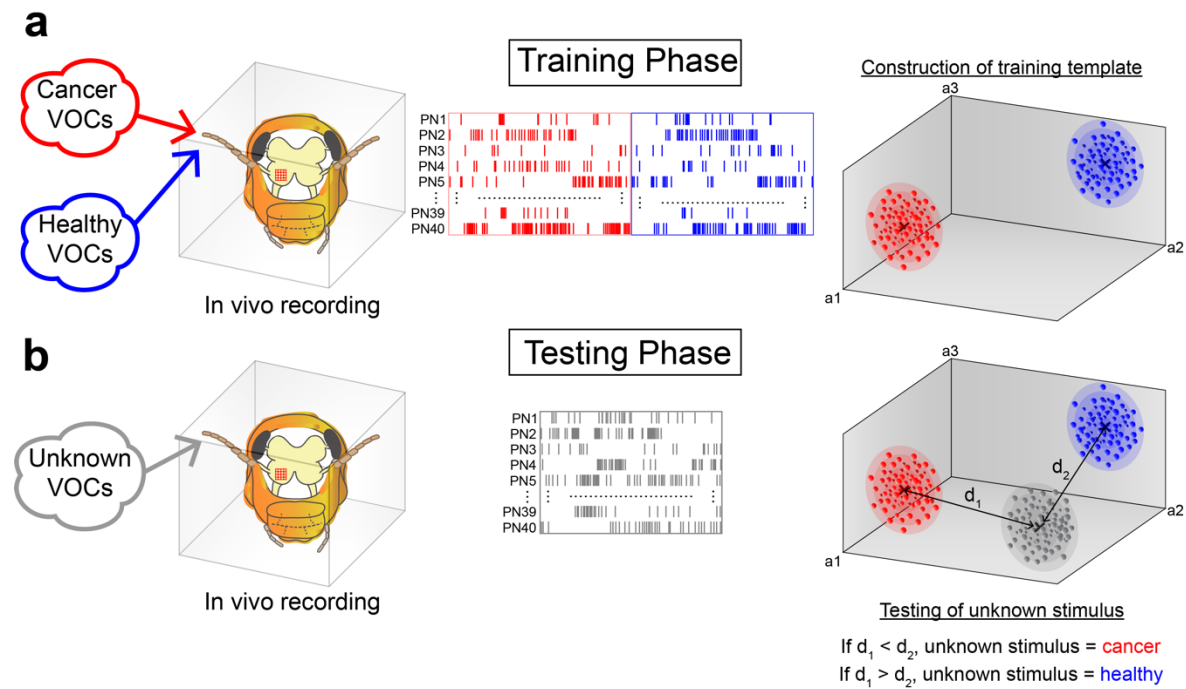 a
Training Phase
Cancer
VOCs
Healthy
VOCs
In vivo recording
PN1
PN2
PN3
PN4
PN5
PN39
PN40
Construction of training template
a3
a2
a1
b
Testing Phase
Unknown
VOCs
In vivo recording
PN1
PN2
PN3
PN4
PN5
PN39
PN40
a3
d2
d1
a2
a1
Testing of unknown stimulus
If d1 < d2, unknown stimulus = cancer
If d1 > d2, unknown stimulus = healthy